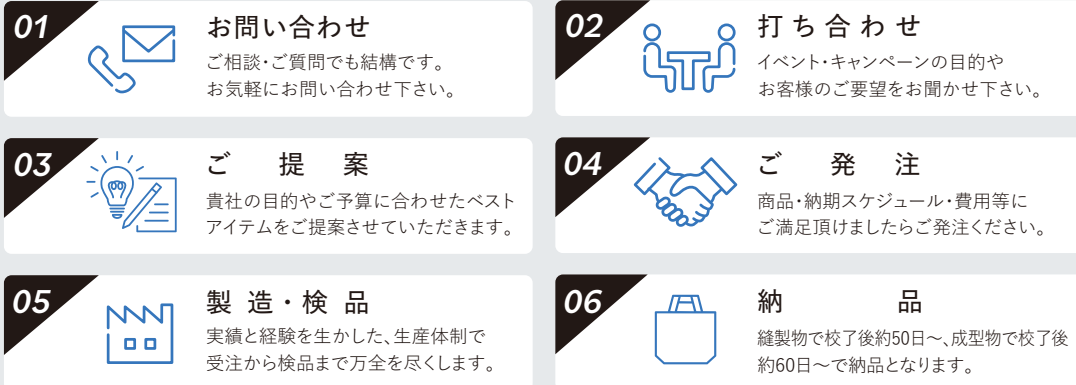 01
お問い合わせ
ご相談・ご質問でも結構です。
お気軽にお問い合わせ下さい。
02
打ち合わせ
イベント・キャンペーンの目的や
お客様のご要望をお聞かせ下さい。
03
ご提案
貴社の目的やご予算に合わせたベスト
アイテムをご提案させていただきます。
04
ご発注
商品・納期スケジュール・費用等に
ご満足頂けましたらご発注ください。
05
製造・検品
実績と経験を生かした、生産体制で
受注から検品まで万全を尽くします。
06
納品
縫製物で校了後約50日〜、成型物で校了後
約60日〜で納品となります。